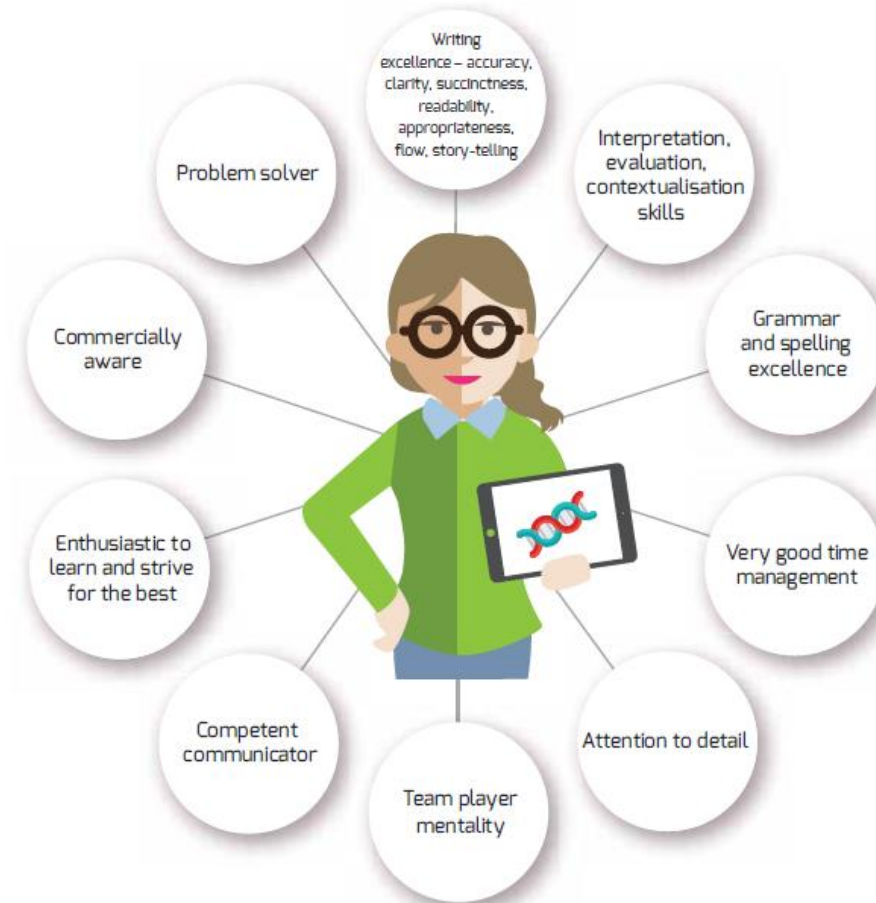 Writing
excellence – accuracy,
clarity, succinctness,
readability,
appropriateness,
flow, story-telling
Interpretation,
evaluation,
contextualisation
skills
Grammar
and spelling
excellence
Very good time
management
Attention to detail
Team player
mentality
Competent
communicator
Enthusiastic to
learn and strive
for the best
Commercially
aware
Problem solver